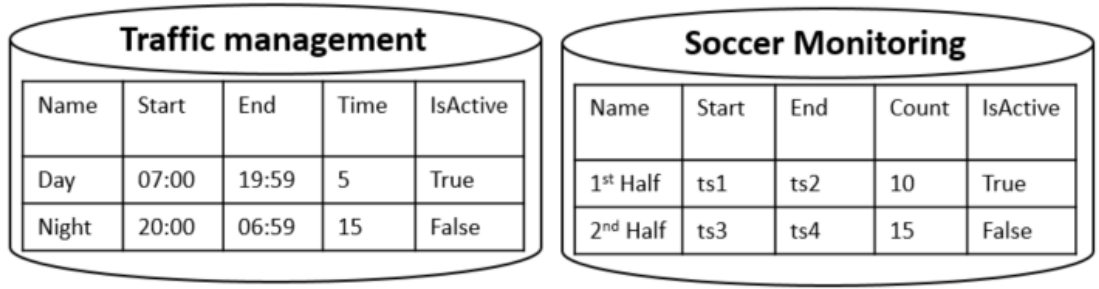 Traffic management
Name Start End Time IsActive
Day 07:00 19:59 5 True
Night 20:00 06:59 15 False
Soccer Monitoring
Name Start End Count IsActive
1st Half ts1 ts2 10 True
2nd Half ts3 ts4 15 False